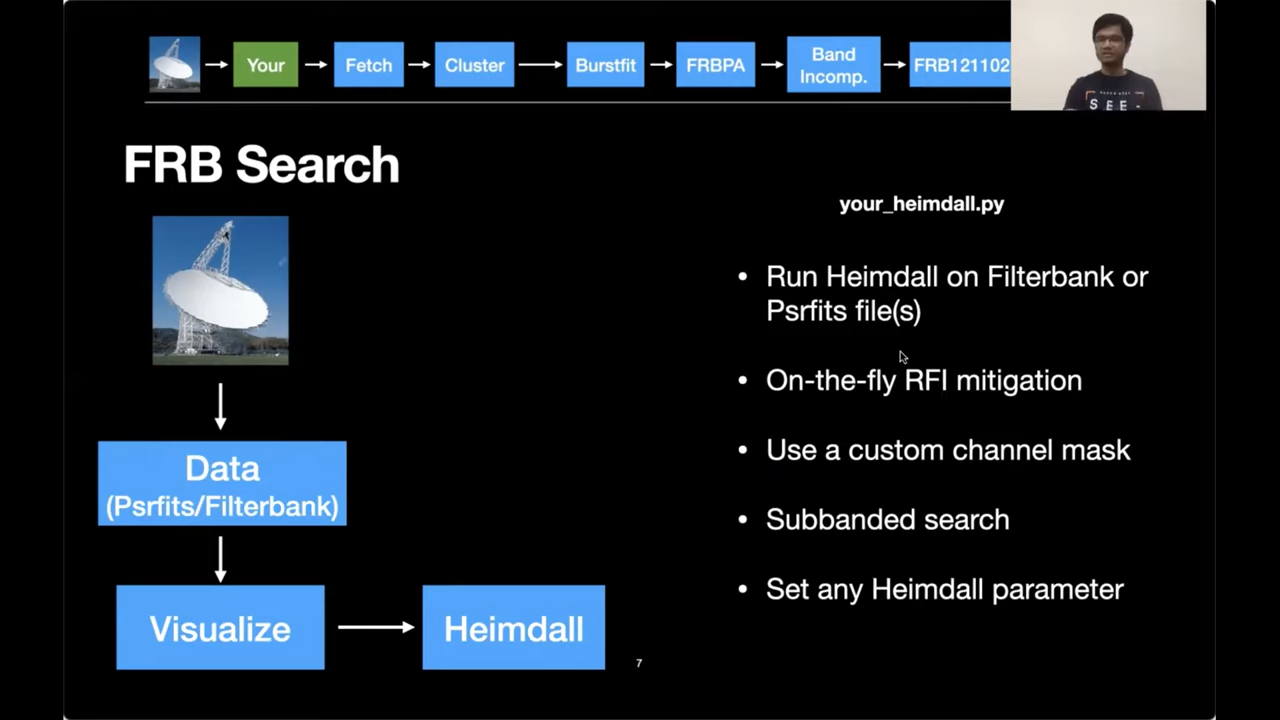 Your
Fetch
Cluster
Burstfit
FRBPA
Band
Incomp.
FRB121102
SEE-
FRB Search
your_heimdall.py
• Run Heimdall on Filterbank or
Psrfits file(s)
• On-the-fly RFI mitigation
• Use a custom channel mask
• Subbanded search
• Set any Heimdall parameter
Data
(Psrfits/Filterbank)
Visualize
Heimdall
7